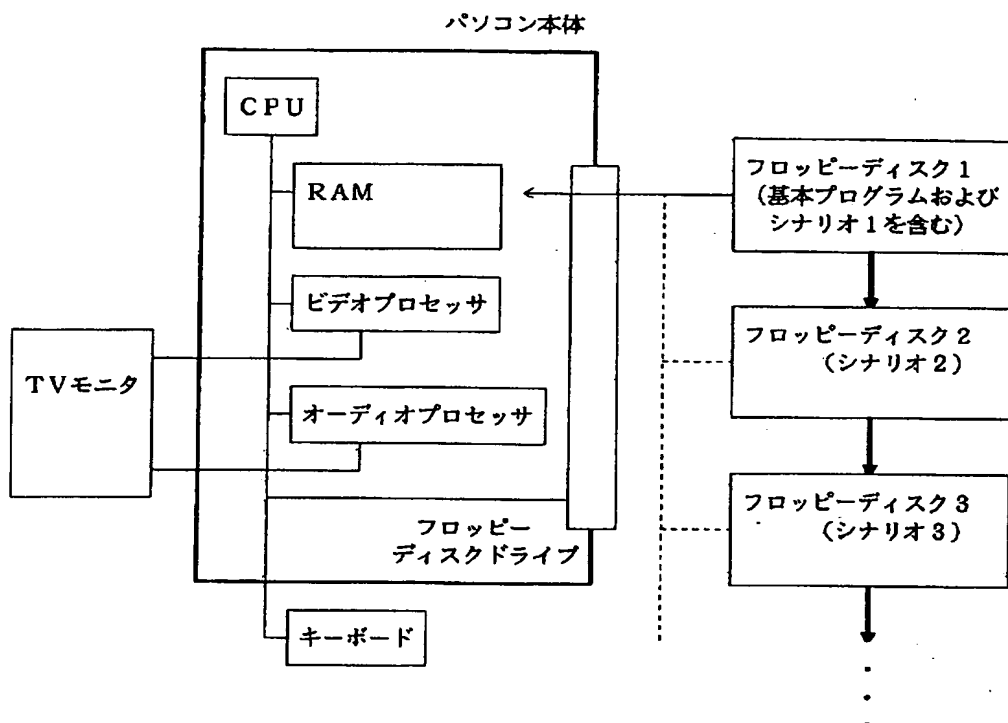 パソコン本体
CPU
RAM
ビデオプロセッサ
TVモニタ
オーディオプロセッサ
フロッピー
ディスクドライブ
キーボード
フロッピーディスク1
(基本プログラムおよび
シナリオ1を含む)
フロッピーディスク2
(シナリオ2)
フロッピーディスク3
(シナリオ3)